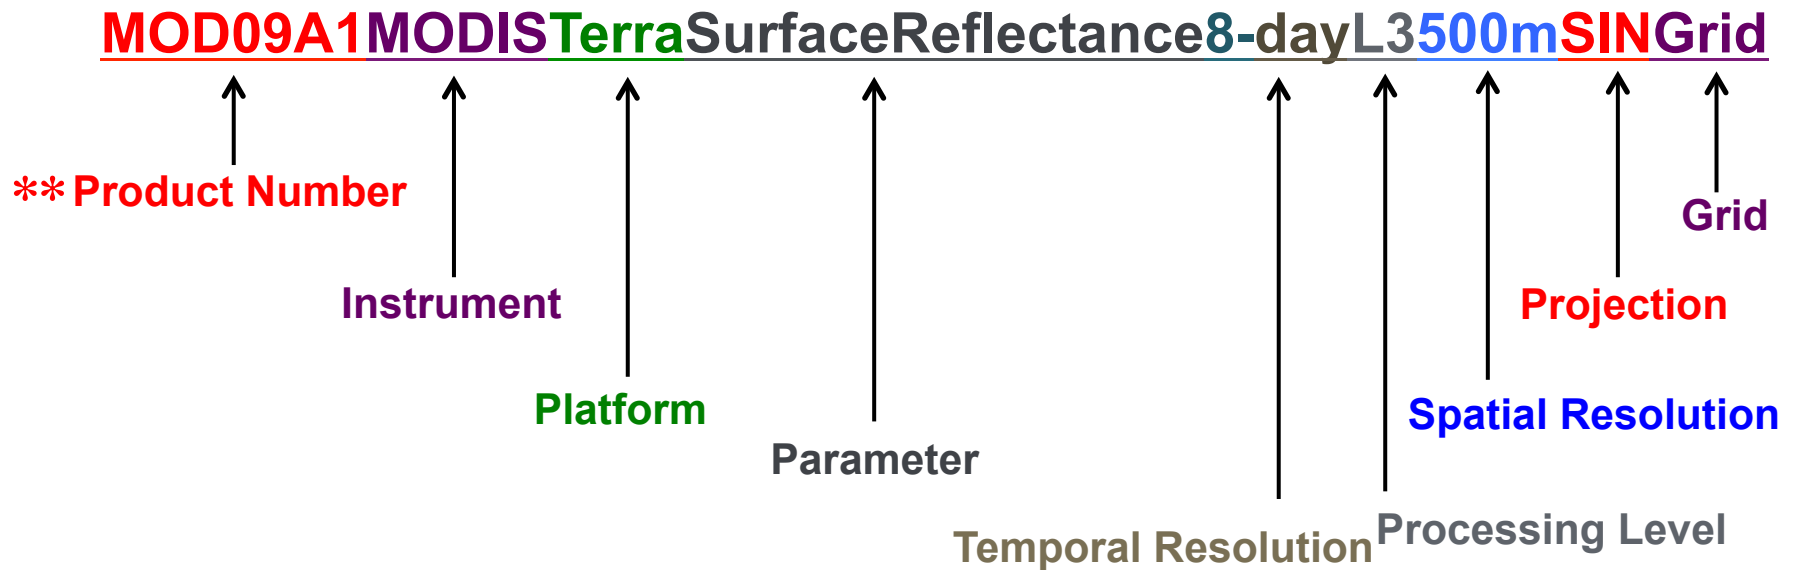 MOD09A1MODISTerraSurfaceReflectance8-dayL3500mSINGrid
**Product Number
Grid
Instrument
Projection
Platform
Spatial Resolution
Parameter
Processing Level
Temporal Resolution